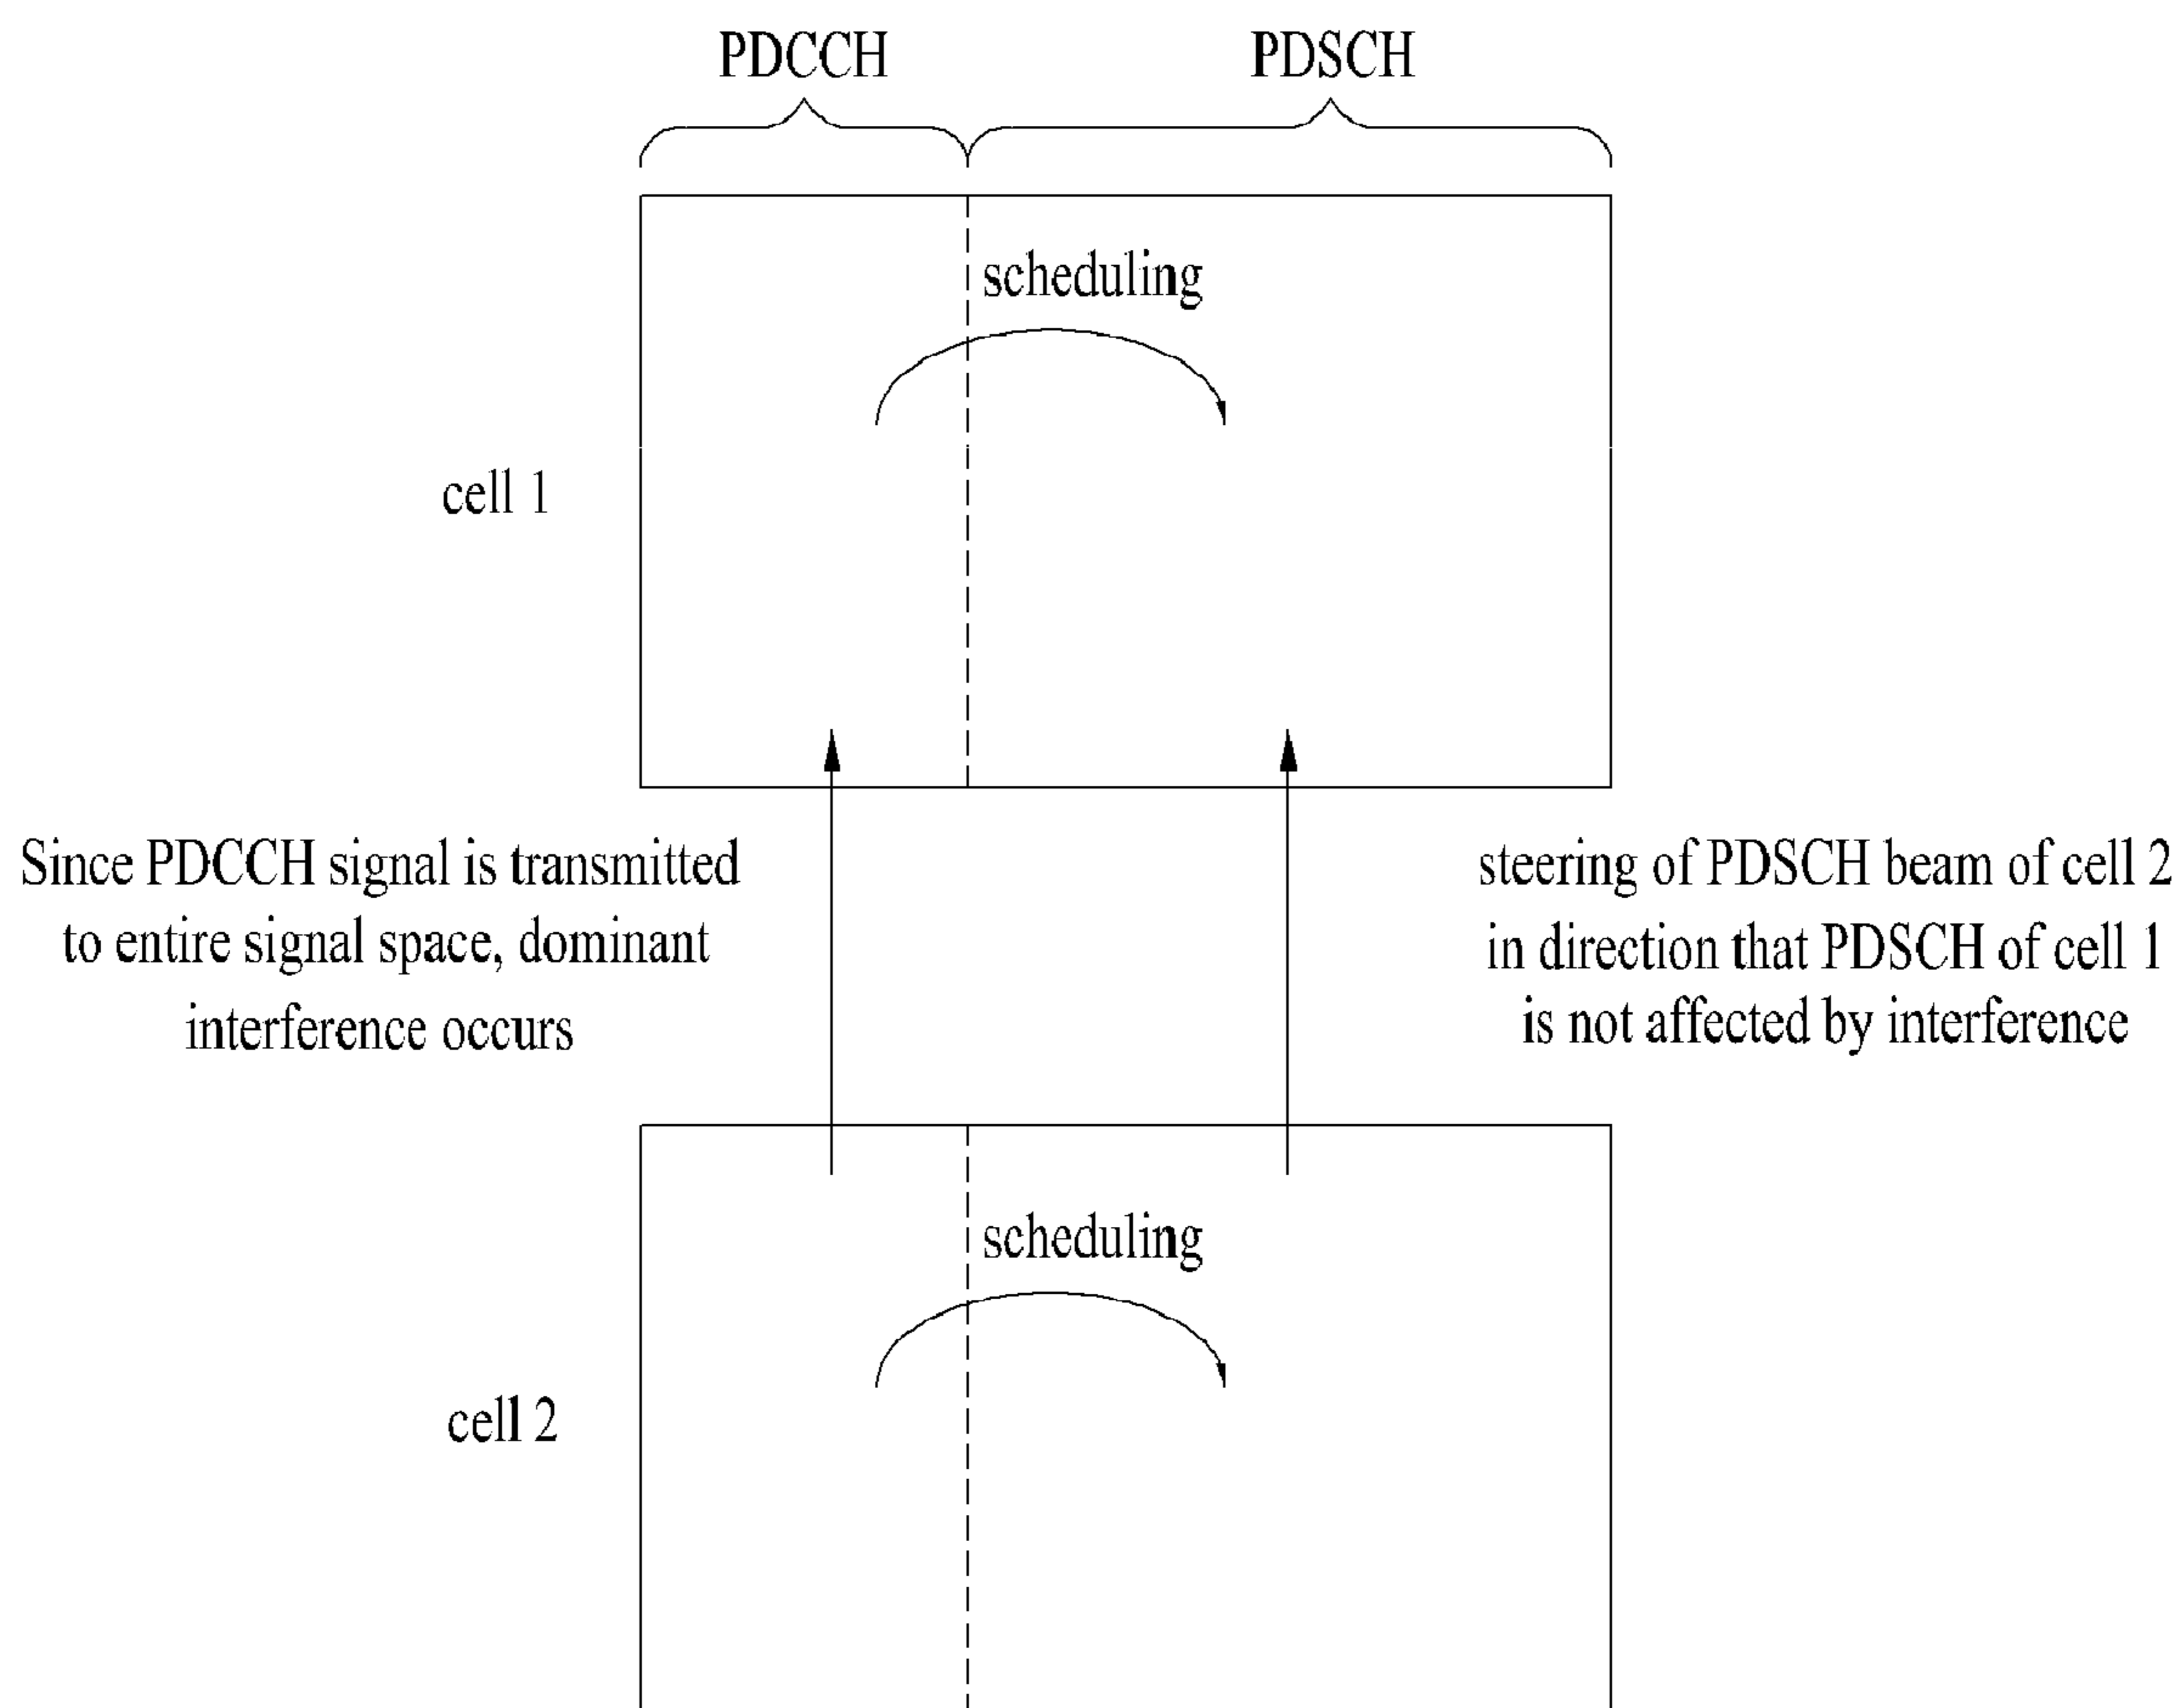 PDCCH
PDSCH
scheduling
cell 1
Since PDCCH signal is transmitted
to entire signal space, dominant
interference occurs
steering of PDSCH beam of cell 2
in direction that PDSCH of cell 1
is not affected by interference
scheduling
cell 2